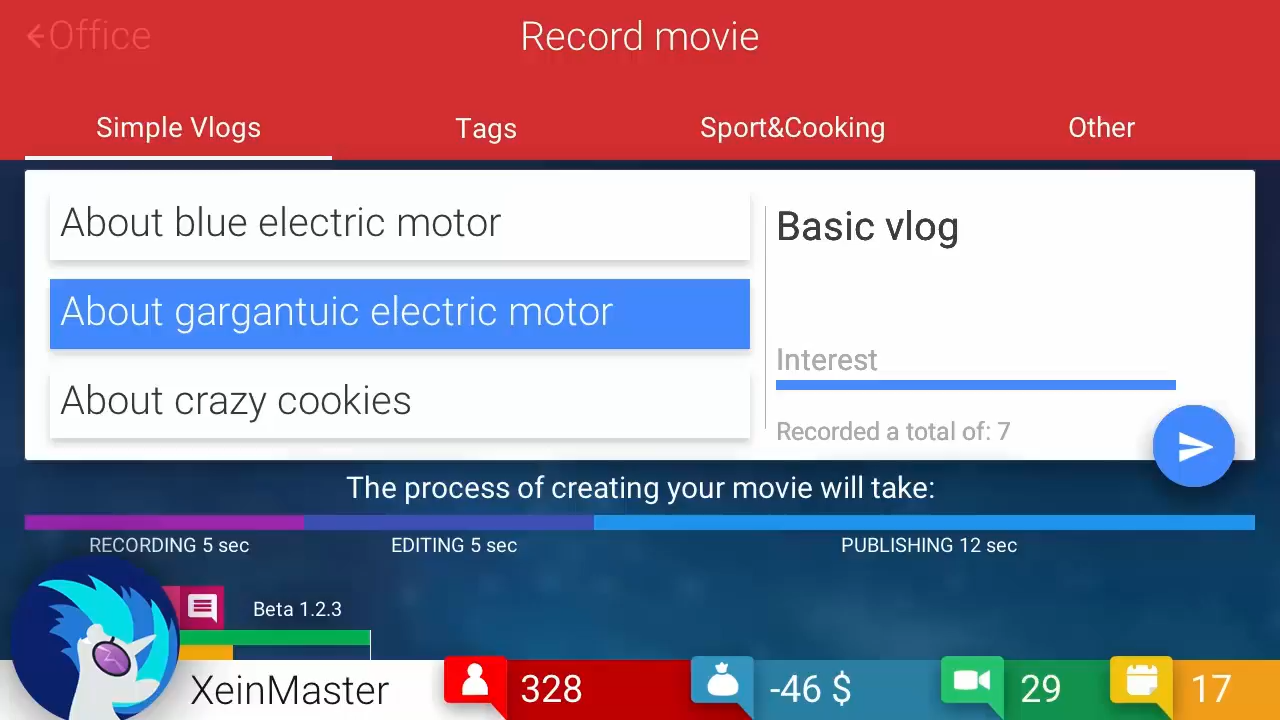 Office
Record movie
Simple Vlogs
Tags
Sport&Cooking
Other
About blue electric motor
About gargantuic electric motor
About crazy cookies
Basic vlog
Interest
Recorded a total of: 7
The process of creating your movie will take:
RECORDING 5 sec
EDITING 5 sec
PUBLISHING 12 sec
Beta 1.2.3
XeinMaster
328
-46 $
29
17